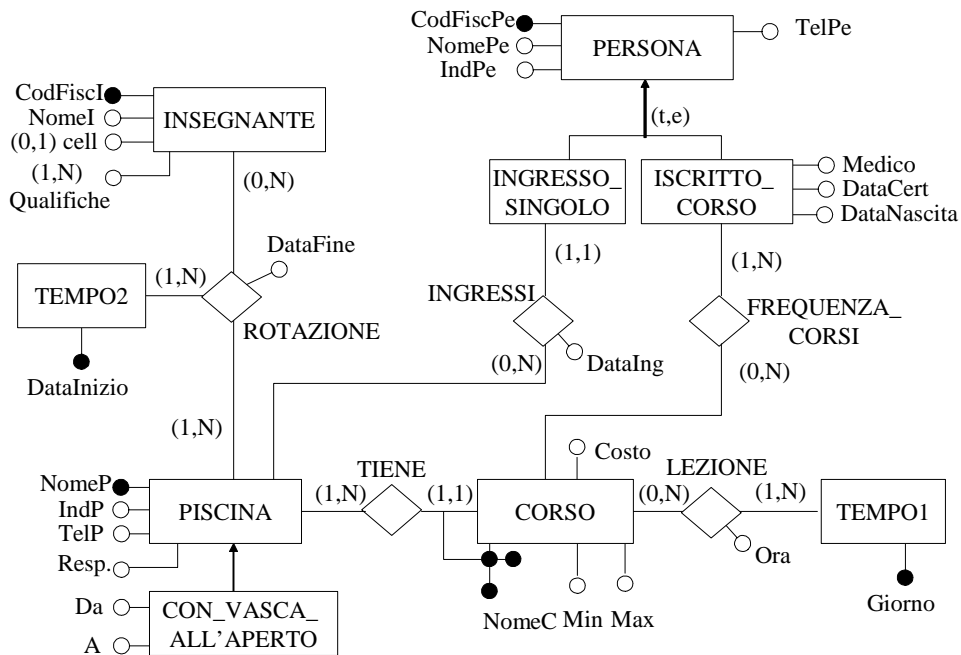 CodFiscPe
NomePe
IndPe
PERSONA
TelPe
(t,e)
CodFiscI
NomeI
(0,1) cell
(1,N)
Qualifiche
INSEGNANTE
(0,N)
INGRESSO_
SINGOLO
ISCRITTO_
CORSO
Medico
DataCert
DataNascita
DataFine
(1,1)
(1,N)
TEMPO2
(1,N)
ROTAZIONE
INGRESSI
FREQUENZA_
CORSI
DataInizio
DataIng
(0,N)
(0,N)
(1,N)
NomeP
IndP
TelP
Resp.
PISCINA
TIENE
(1,N)
(1,1)
Costo
CORSO
LEZIONE
(0,N)
(1,N)
TEMPO1
Ora
Giorno
NomeC
Min
Max
Da
A
CON_VASCA_
ALL'APERTO